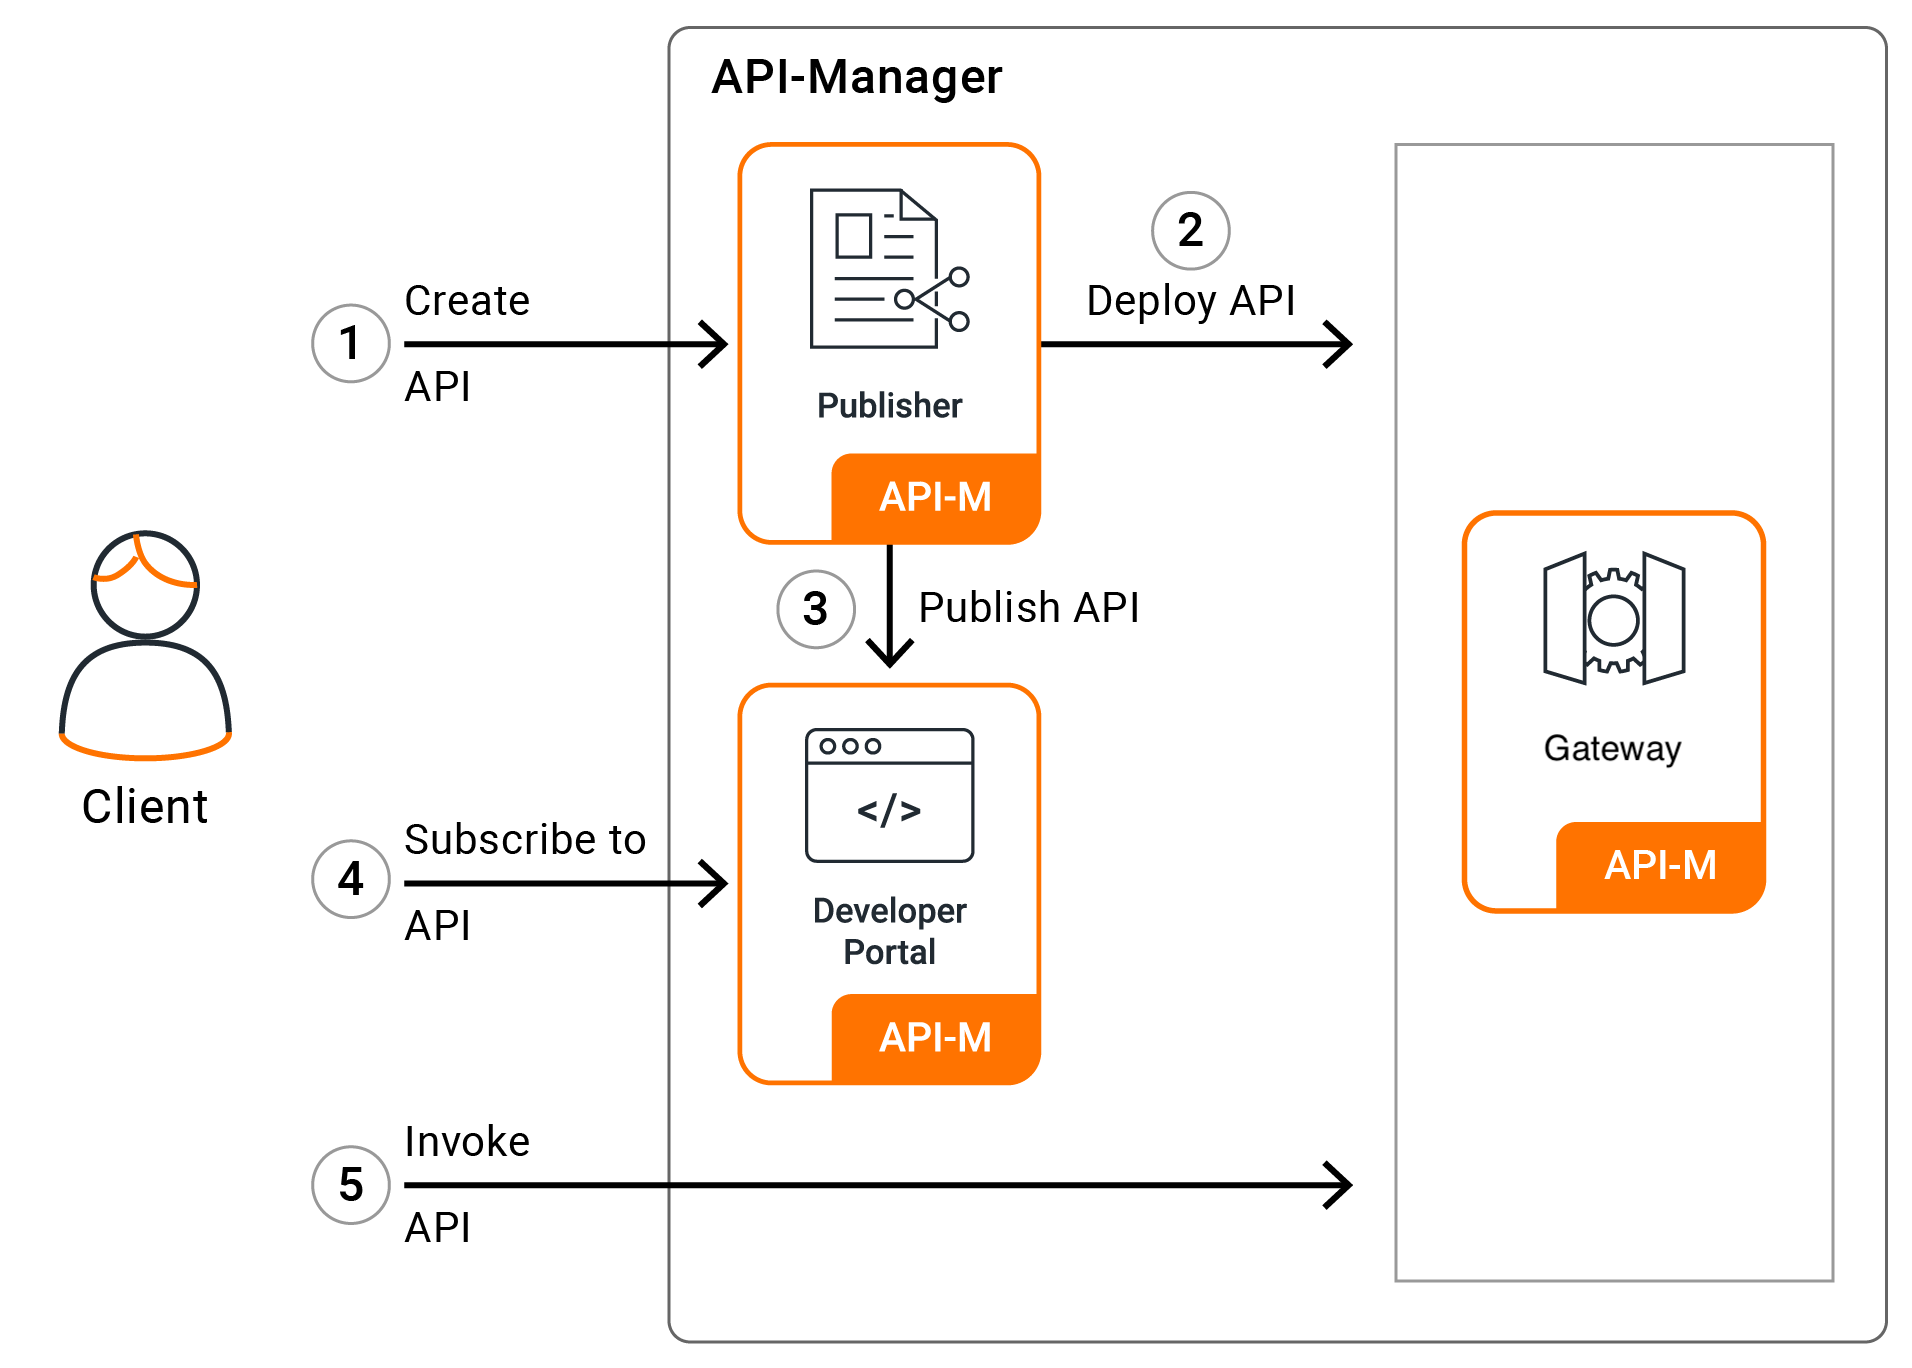 API-Manager
1
Create
API
Publisher
API-M
2
Deploy API
3
Publish API
Client
4
Subscribe to
API
</>
Developer
Portal
API-M
Gateway
API-M
5
Invoke
API